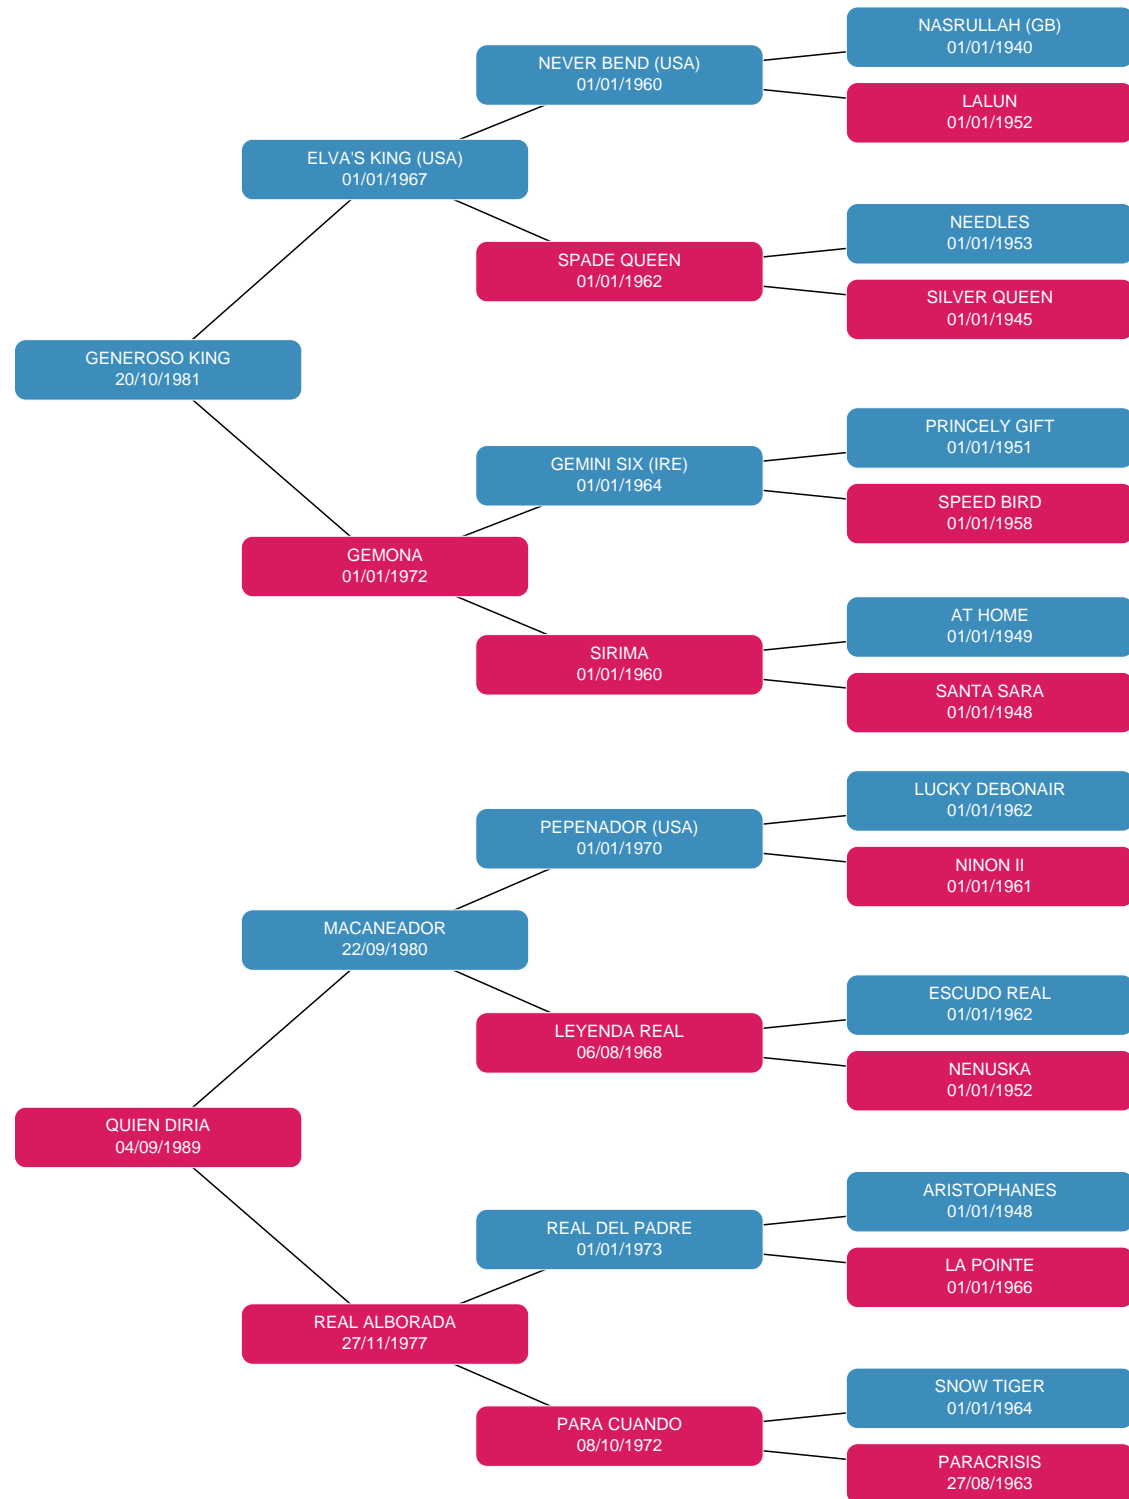 NASRULLAH (GB)
01/01/1940
NEVER BEND (USA)
01/01/1960
LALUN
01/01/1952
ELVA'S KING (USA)
01/01/1967
NEEDLES
01/01/1953
SPADE QUEEN
01/01/1962
SILVER QUEEN
01/01/1945
GENEROSO KING
20/10/1981
PRINCELY GIFT
01/01/1951
GEMINI SIX (IRE)
01/01/1964
SPEED BIRD
01/01/1958
GEMONA
01/01/1972
AT HOME
01/01/1949
SIRIMA
01/01/1960
SANTA SARA
01/01/1948
LUCKY DEBONAIR
01/01/1962
PEPENADOR (USA)
01/01/1970
NINON II
01/01/1961
MACANEADOR
22/09/1980
ESCUDO REAL
01/01/1962
LEYENDA REAL
06/08/1968
NENUSKA
01/01/1952
QUIEN DIRIA
04/09/1989
ARISTOPHANES
01/01/1948
REAL DEL PADRE
01/01/1973
LA POINTE
01/01/1966
REAL ALBORADA
27/11/1977
SNOW TIGER
01/01/1964
PARA CUANDO
08/10/1972
PARACRISIS
27/08/1963